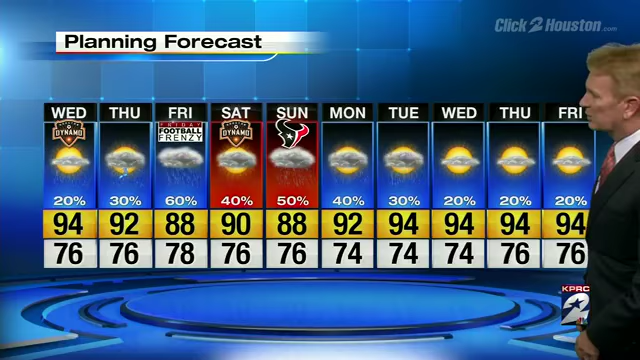 Click2Houston.com
Planning Forecast
WED THU FRI SAT SUN MON TUE WED THU FRI
DYNAMO FRIDAY FOOTBALL FRENZY DYNAMO
20% 30% 60% 40% 50% 40% 30% 20% 20% 20%
94 92 88 90 88 92 94 94 94 94
76 76 78 76 76 74 74 74 76 76
KPRC
2